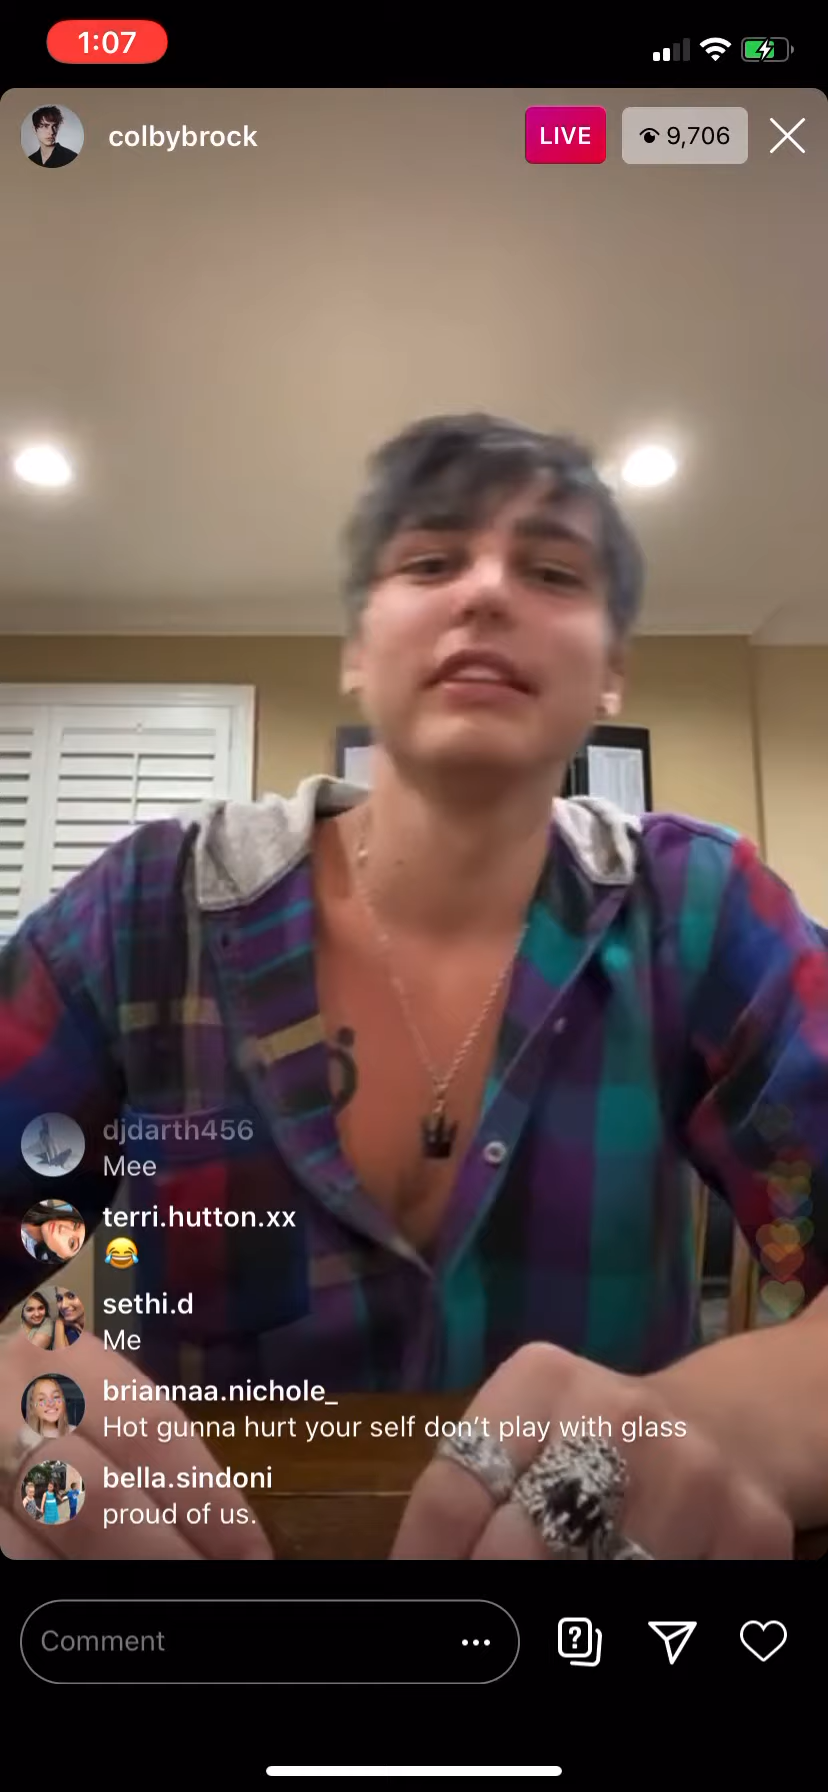 1:07
colbybrock
LIVE
9,706
djdarth456
Mee
terri.hutton.xx
😂
sethi.d
Me
briannaa.nichole_
Hot gunna hurt your self don't play with glass
bella.sindoni
proud of us.
Comment